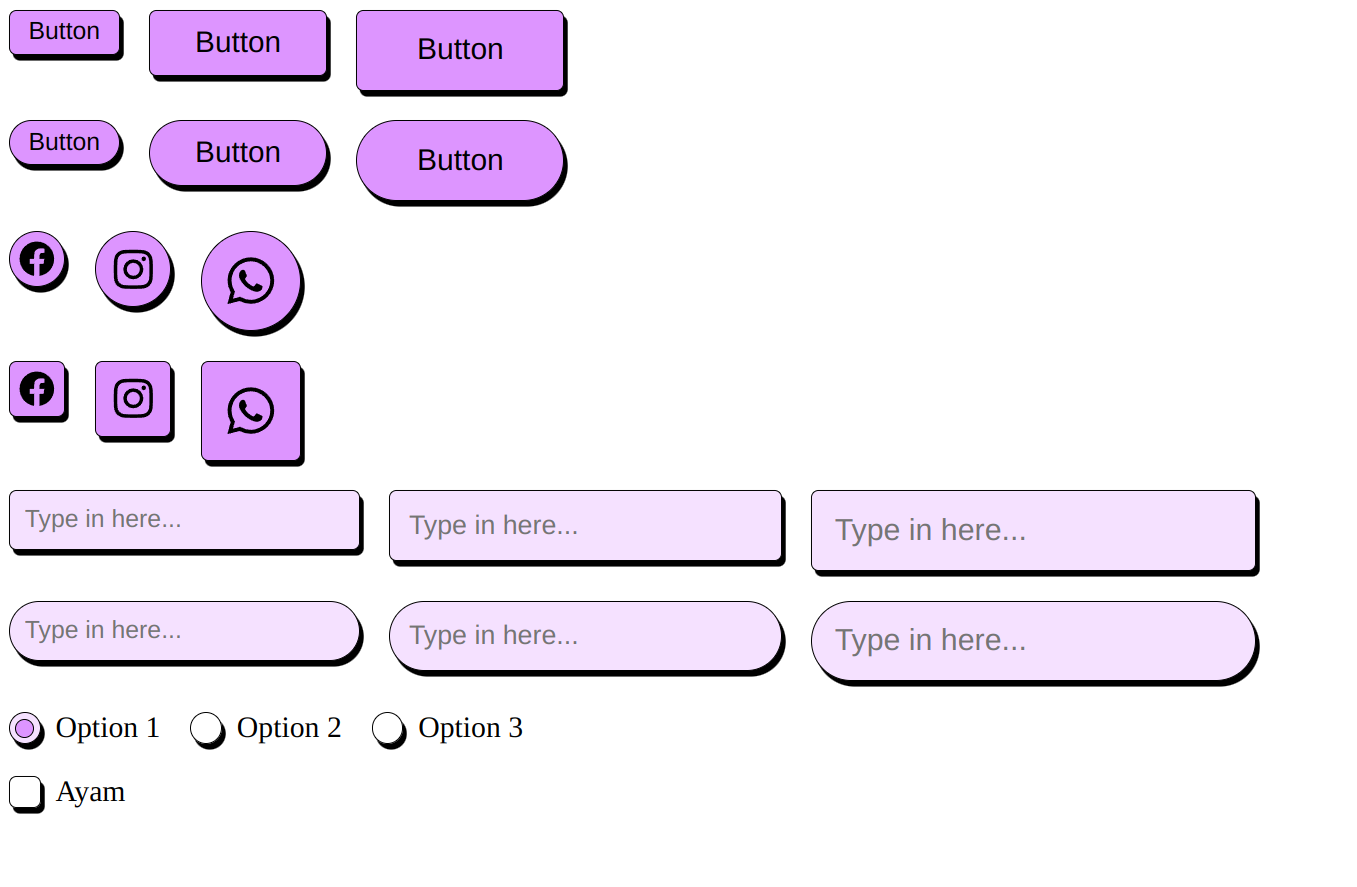 Button Button Button
Button Button Button
Type in here... Type in here... Type in here...
Type in here... Type in here... Type in here...
Option 1 Option 2 Option 3
Ayam